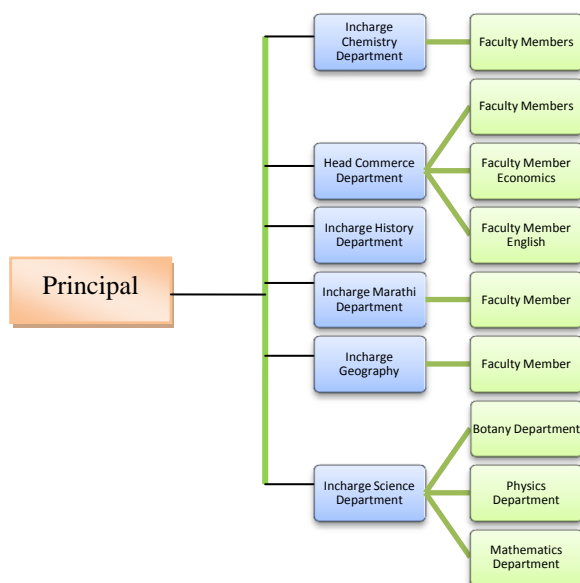 Principal
Incharge
Chemistry
Department
Faculty Members
Head Commerce
Department
Faculty Members
Faculty Member
Economics
Faculty Member
English
Incharge History
Department
Incharge Marathi
Department
Faculty Member
Incharge
Geography
Faculty Member
Incharge Science
Department
Botany Department
Physics
Department
Mathematics
Department